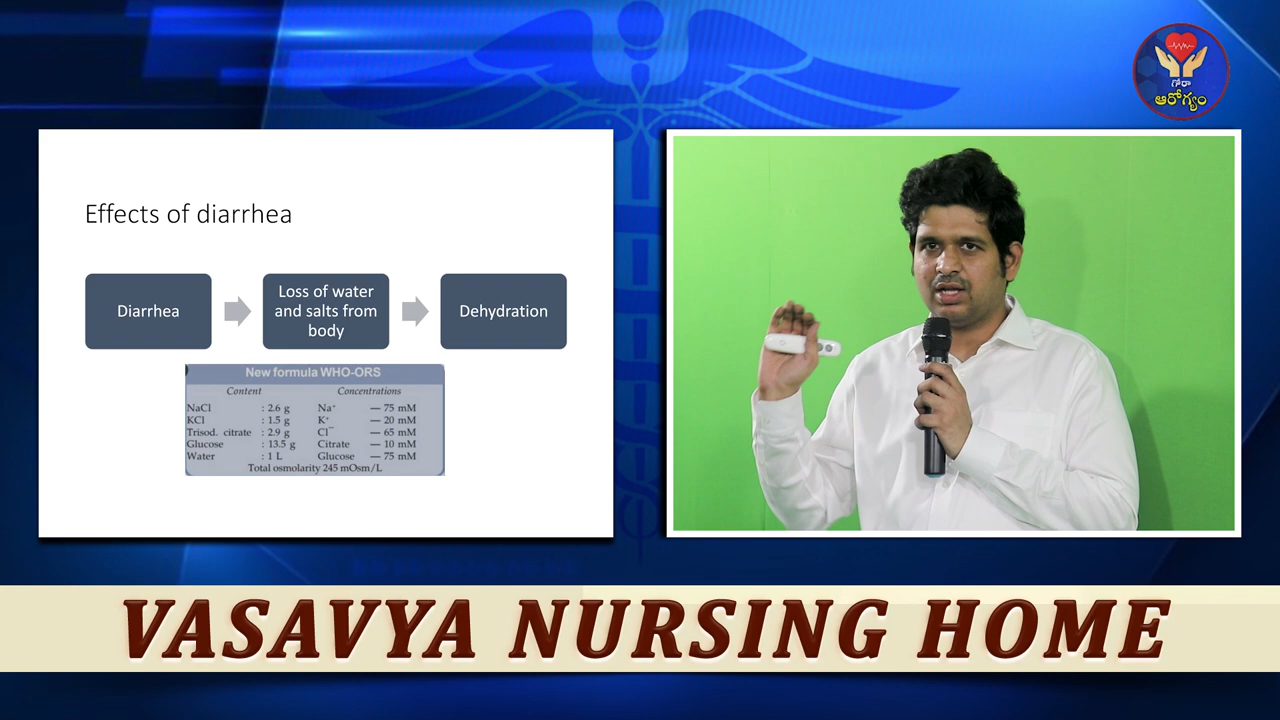 గోరా
ఆరోగ్యం
Effects of diarrhea
Diarrhea
Loss of water
and salts from
body
Dehydration
New formula WHO-ORS
Content Concentrations
NaCl : 2.6 g Na⁺ — 75 mM
KCl : 1.5 g K⁺ — 20 mM
Trisod. citrate : 2.9 g Cl⁻ — 65 mM
Glucose : 13.5 g Citrate — 10 mM
Water : 1 L Glucose — 75 mM
Total osmolarity 245 mOsm/L
VASAVYA NURSING HOME